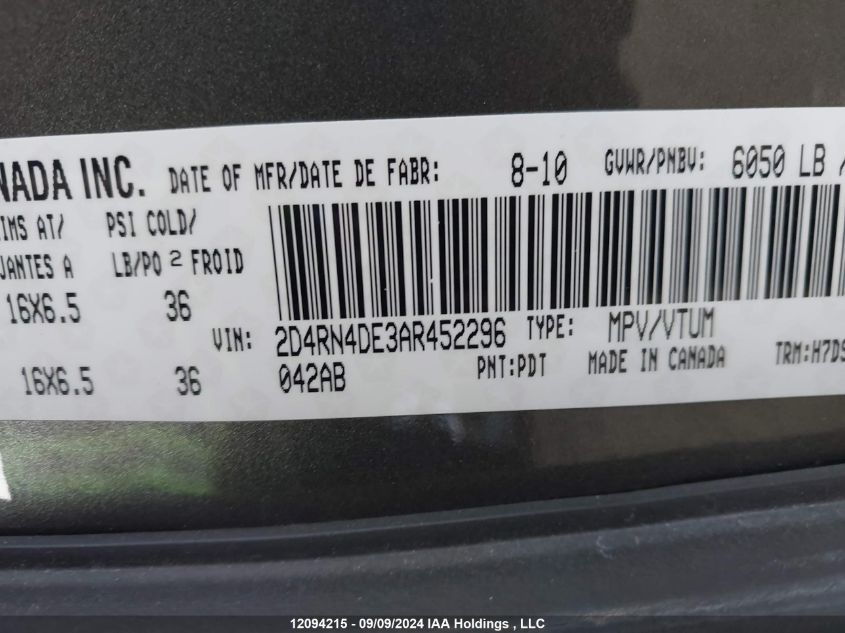 NADA INC. DATE OF MFR/DATE DE FABR: 8-10 GVWR/PNBV: 6050 LB /
IMS AT/ PSI COLD/
JANTES A LB/PO 2 FROID
16X6.5 36
VIN: 2D4RN4DE3AR452296 TYPE: MPV/VTUM
16X6.5 36 042AB PNT:PDT MADE IN CANADA TRM:H7DS
12094215 - 09/09/2024 IAA Holdings , LLC